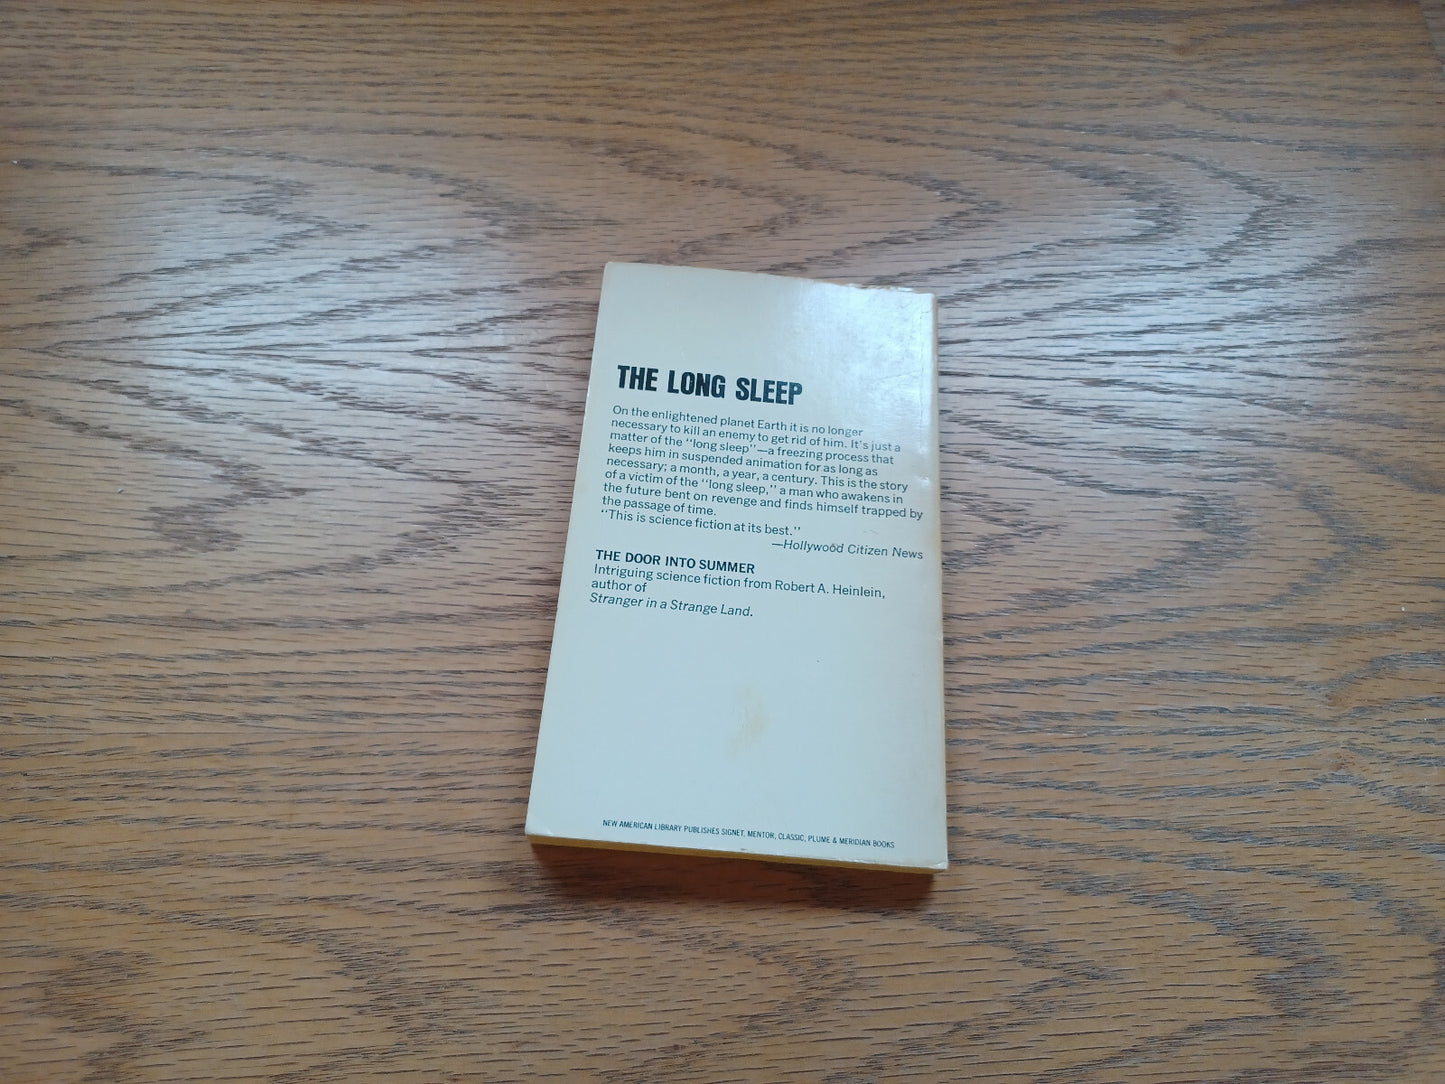 THE LONG SLEEP
On the enlightened planet Earth it is no longer
necessary to kill an enemy to get rid of him. It's just a
matter of the "long sleep"—a freezing process that
keeps him in suspended animation for as long as
necessary; a month, a year, a century. This is the story
of a victim of the "long sleep," a man who awakens in
the future bent on revenge and finds himself trapped by
the passage of time.
"This is science fiction at its best."
—Hollywood Citizen News
THE DOOR INTO SUMMER
Intriguing science fiction from Robert A. Heinlein,
author of
Stranger in a Strange Land.
NEW AMERICAN LIBRARY PUBLISHES SIGNET, MENTOR, CLASSIC, PLUME & MERIDIAN BOOKS